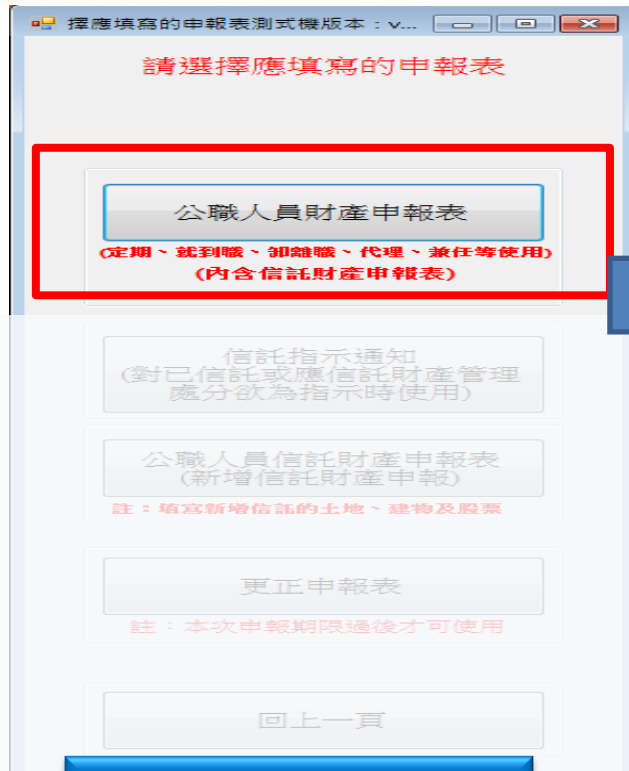 擇應填寫的申報表測式機版本：v...
請選擇應填寫的申報表
公職人員財產申報表
(定期、就到職、卸離職、代理、兼任等使用)
(內含信託財產申報表)
信託指示通知
(對已信託或應信託財產管理
處分欲為指示時使用)
公職人員信託財產申報表
(新增信託財產申報)
註：填寫新增信託的土地、建物及股票
更正申報表
註：本次申報期限過後才可使用
回上一頁